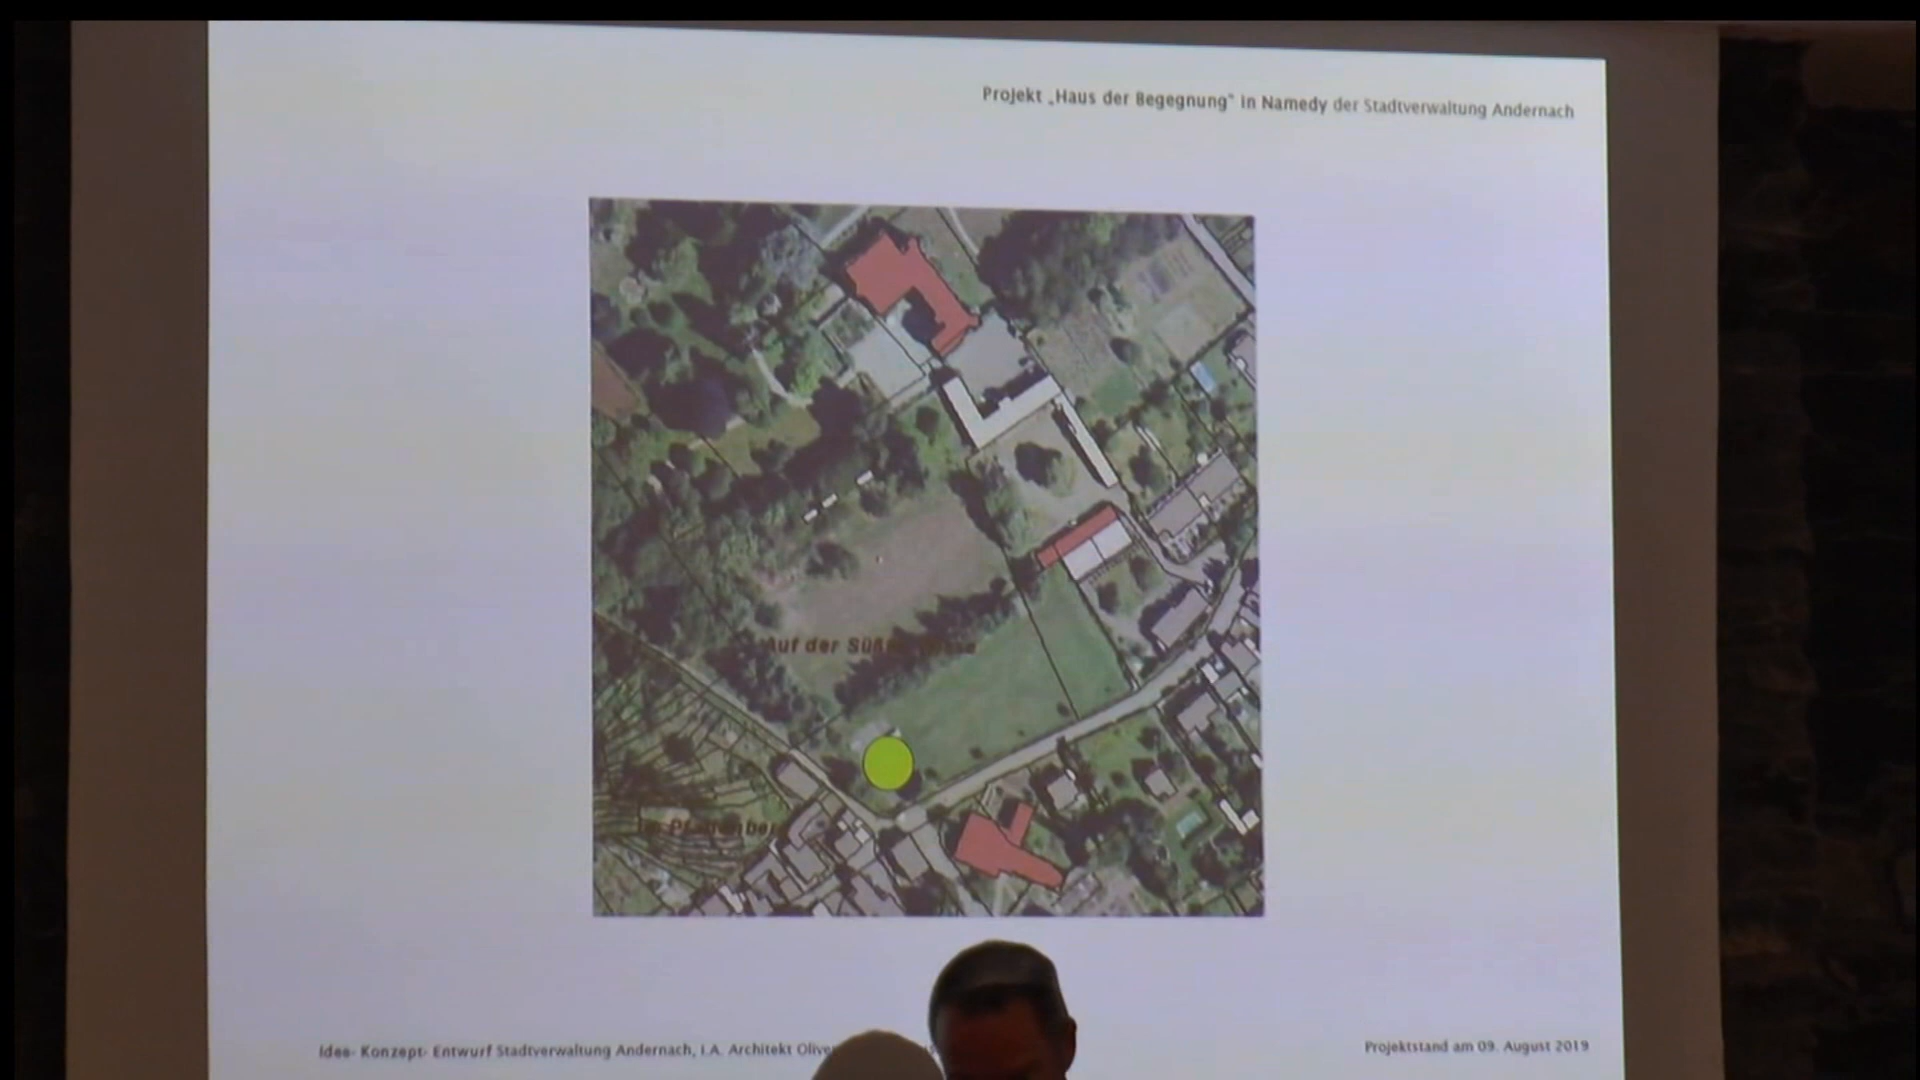 Projekt „Haus der Begegnung" in Namedy der Stadtverwaltung Andernach
Auf der
Idee- Konzept- Entwurf Stadtverwaltung Andernach, I.A. Architekt
Projektstand am 09. August 2019